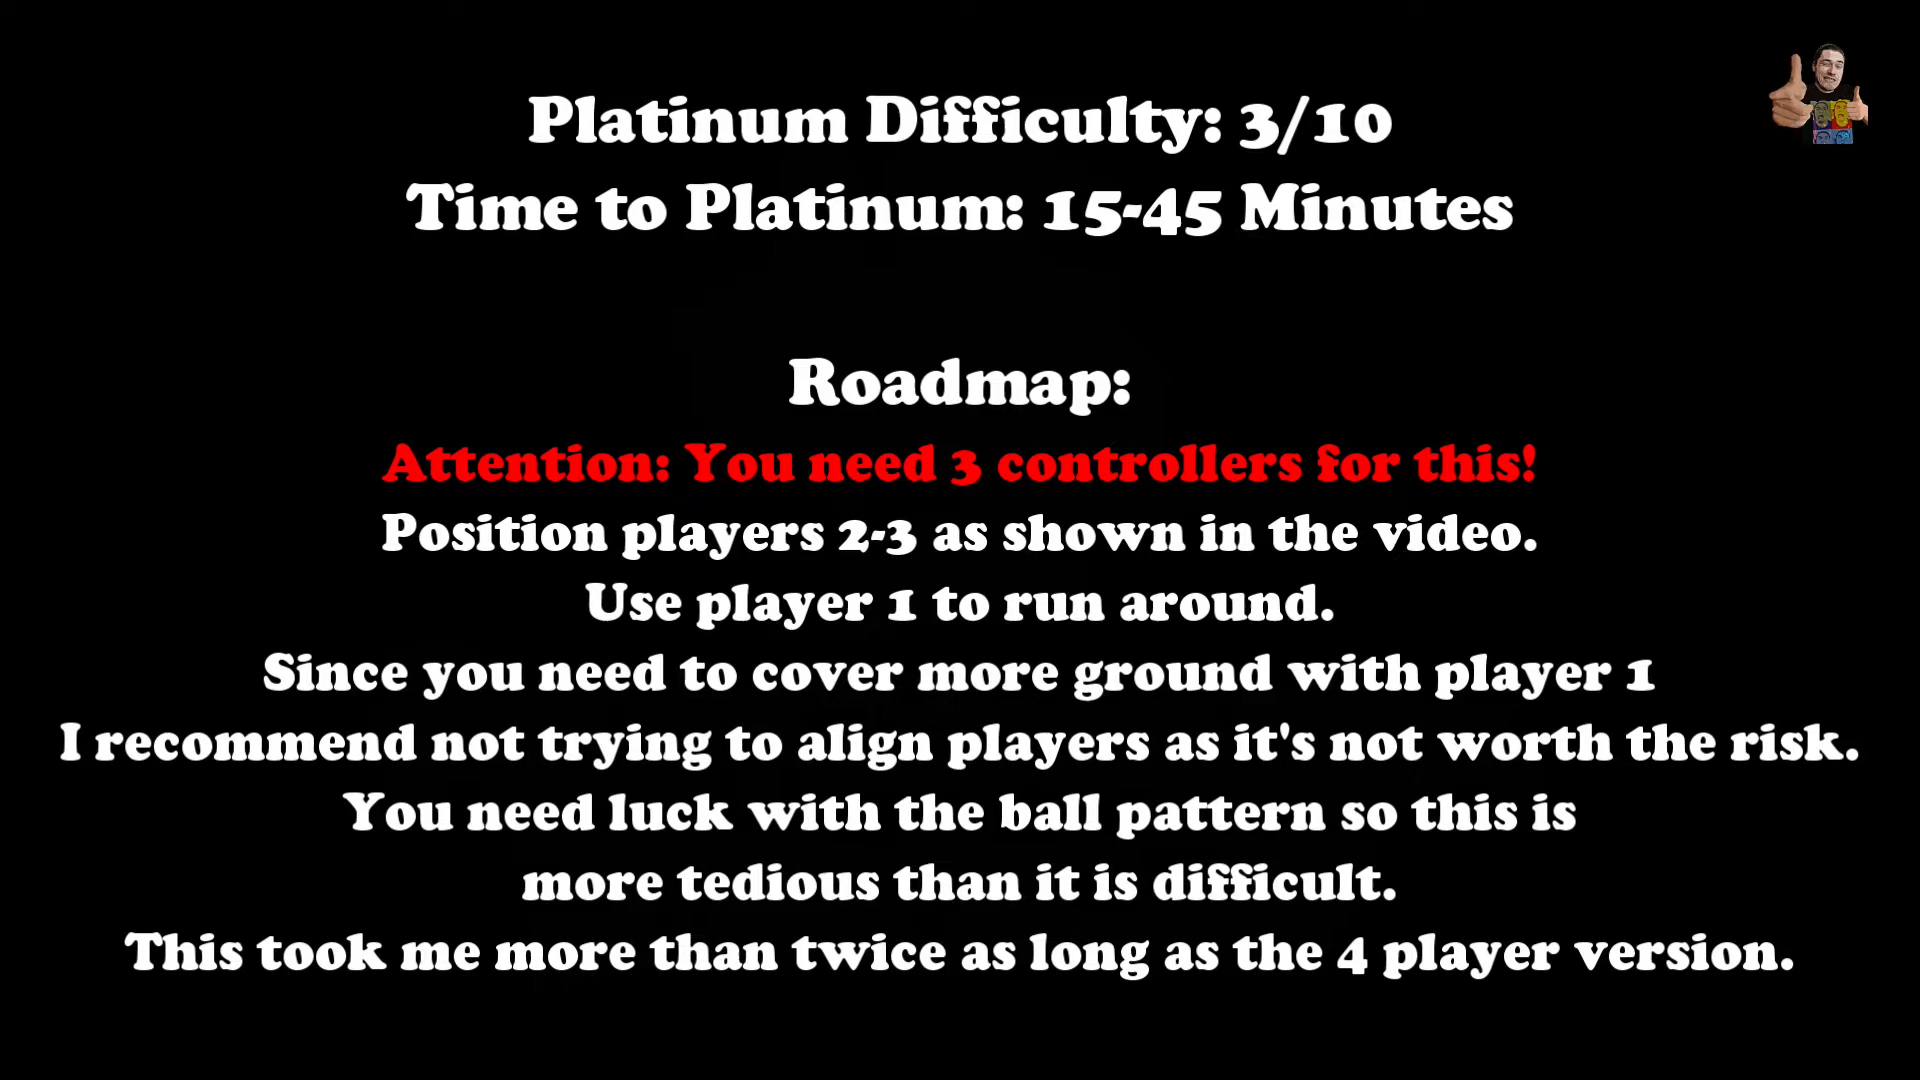 Platinum Difficulty: 3/10
Time to Platinum: 15-45 Minutes
Roadmap:
Attention: You need 3 controllers for this!
Position players 2-3 as shown in the video.
Use player 1 to run around.
Since you need to cover more ground with player 1
I recommend not trying to align players as it's not worth the risk.
You need luck with the ball pattern so this is
more tedious than it is difficult.
This took me more than twice as long as the 4 player version.